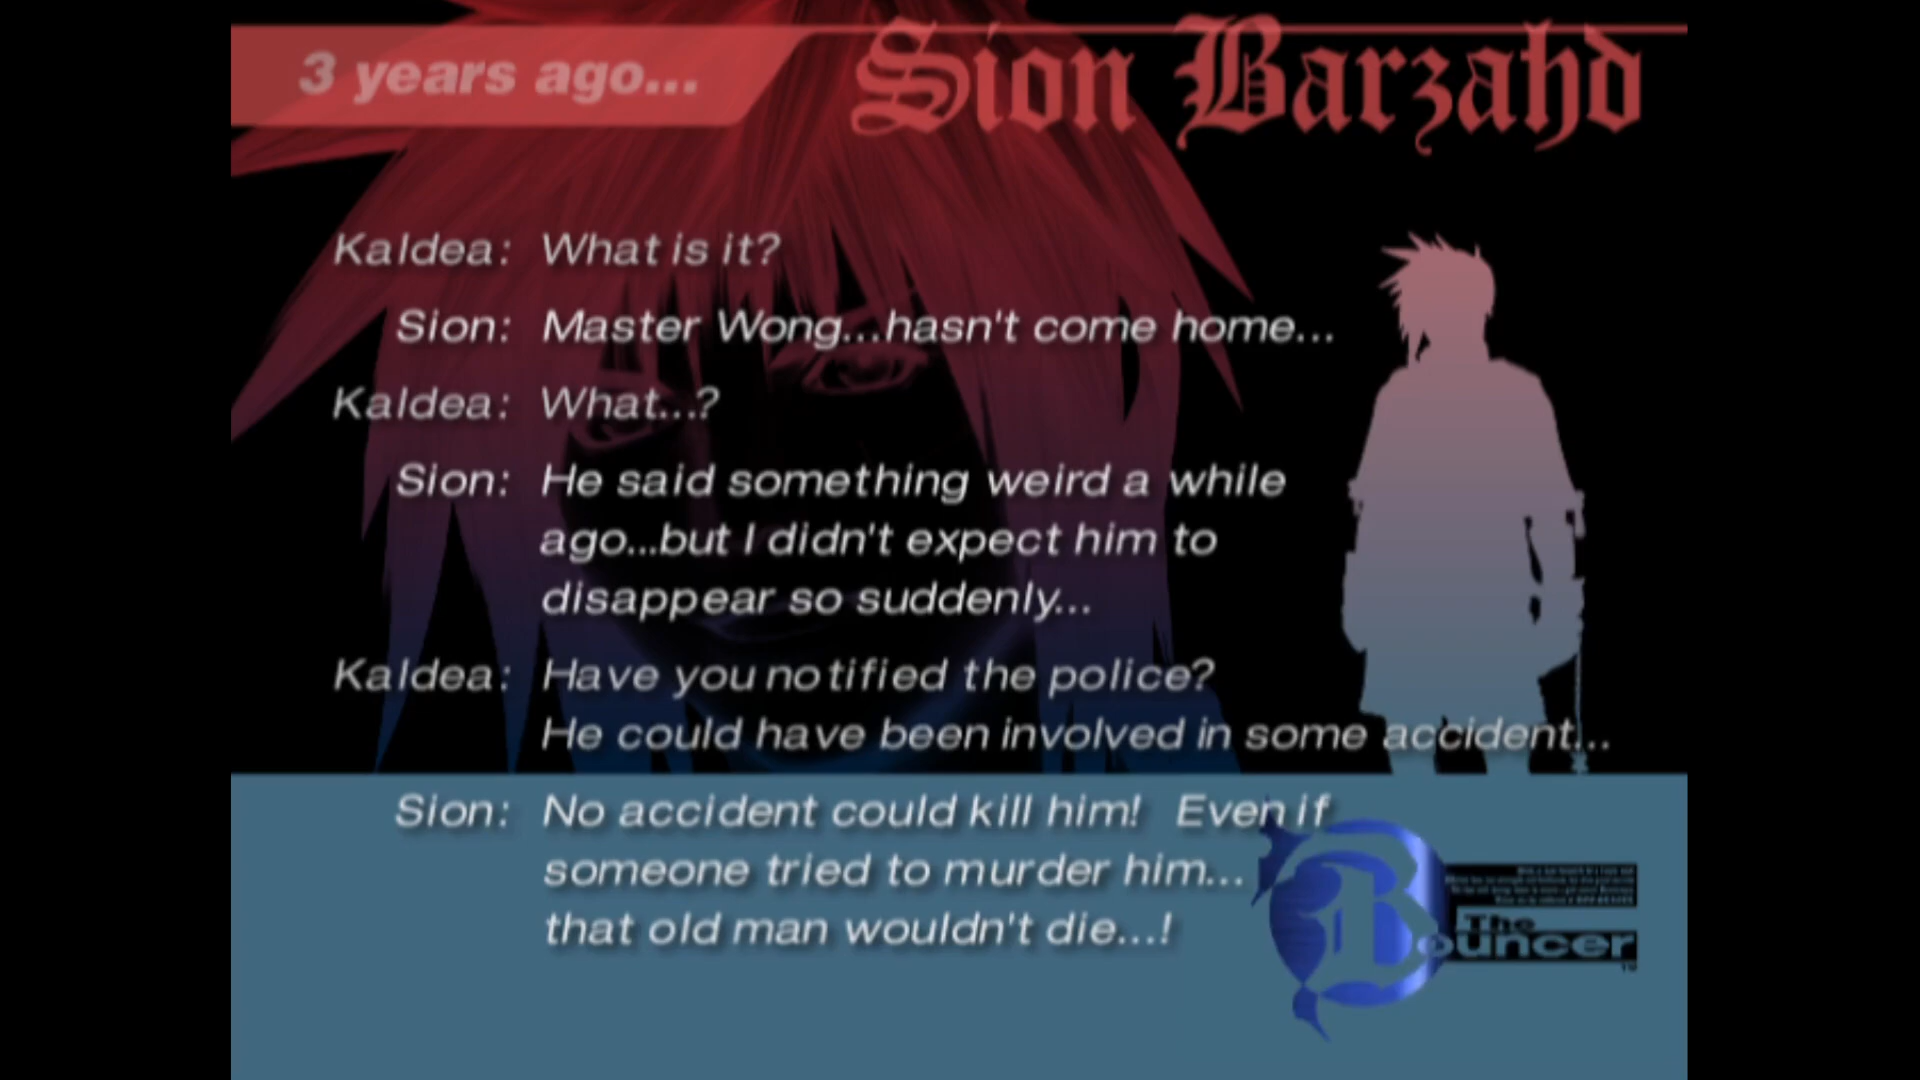 3 years ago...
Sion Barzahd
Kaldea: What is it?
Sion: Master Wong...hasn't come home...
Kaldea: What...?
Sion: He said something weird a while
ago...but I didn't expect him to
disappear so suddenly...
Kaldea: Have you notified the police?
He could have been involved in some accident...
Sion: No accident could kill him! Even if
someone tried to murder him...
that old man wouldn't die...!
The
Bouncer